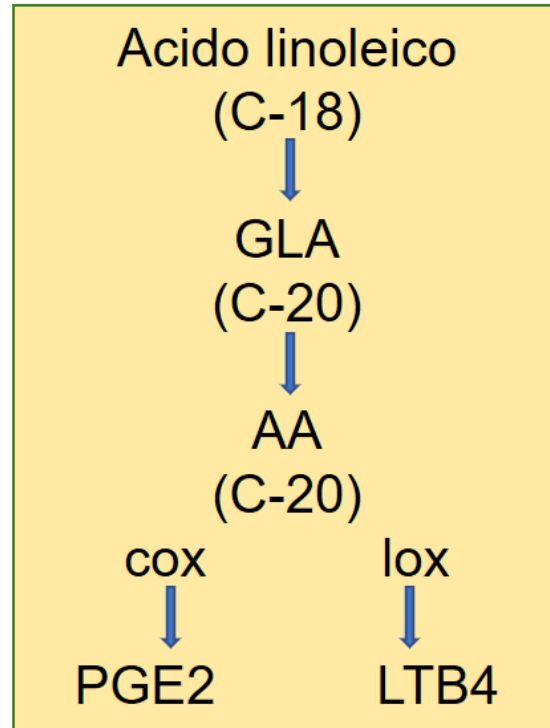 Acido linoleico
(C-18)
GLA
(C-20)
AA
(C-20)
cox lox
PGE2 LTB4